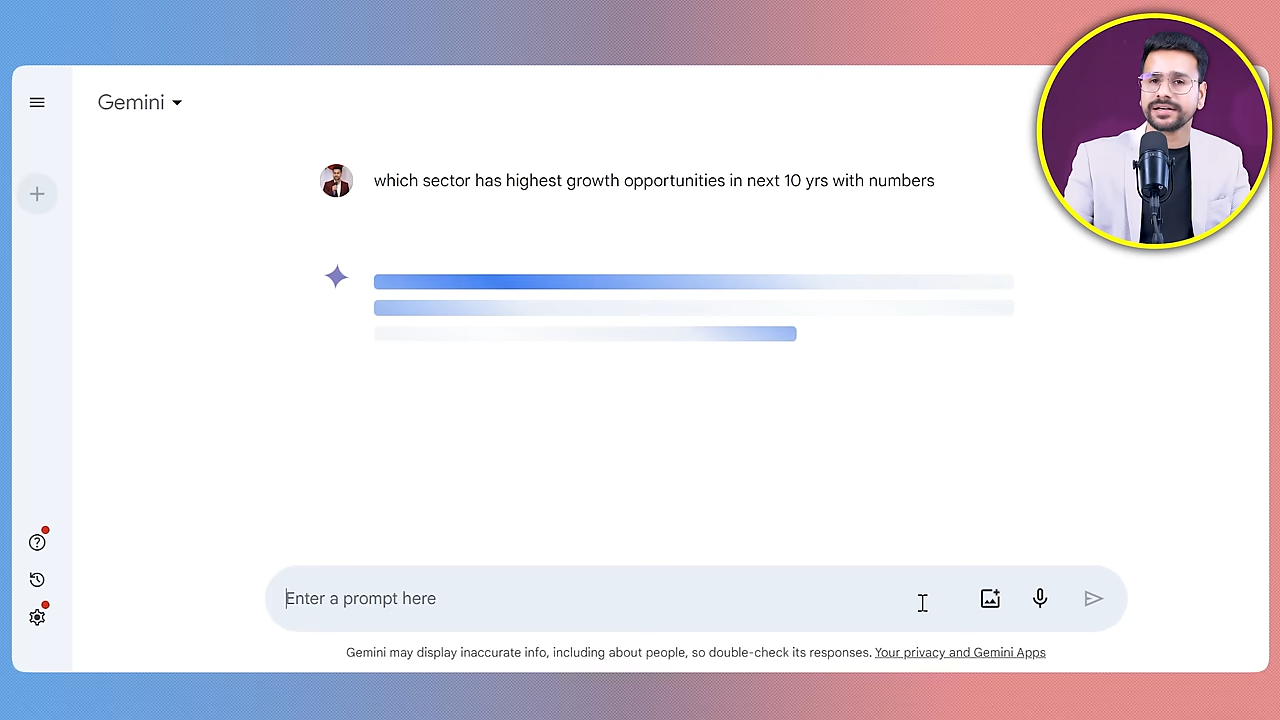 Gemini
which sector has highest growth opportunities in next 10 yrs with numbers
Enter a prompt here
Gemini may display inaccurate info, including about people, so double-check its responses. Your privacy and Gemini Apps